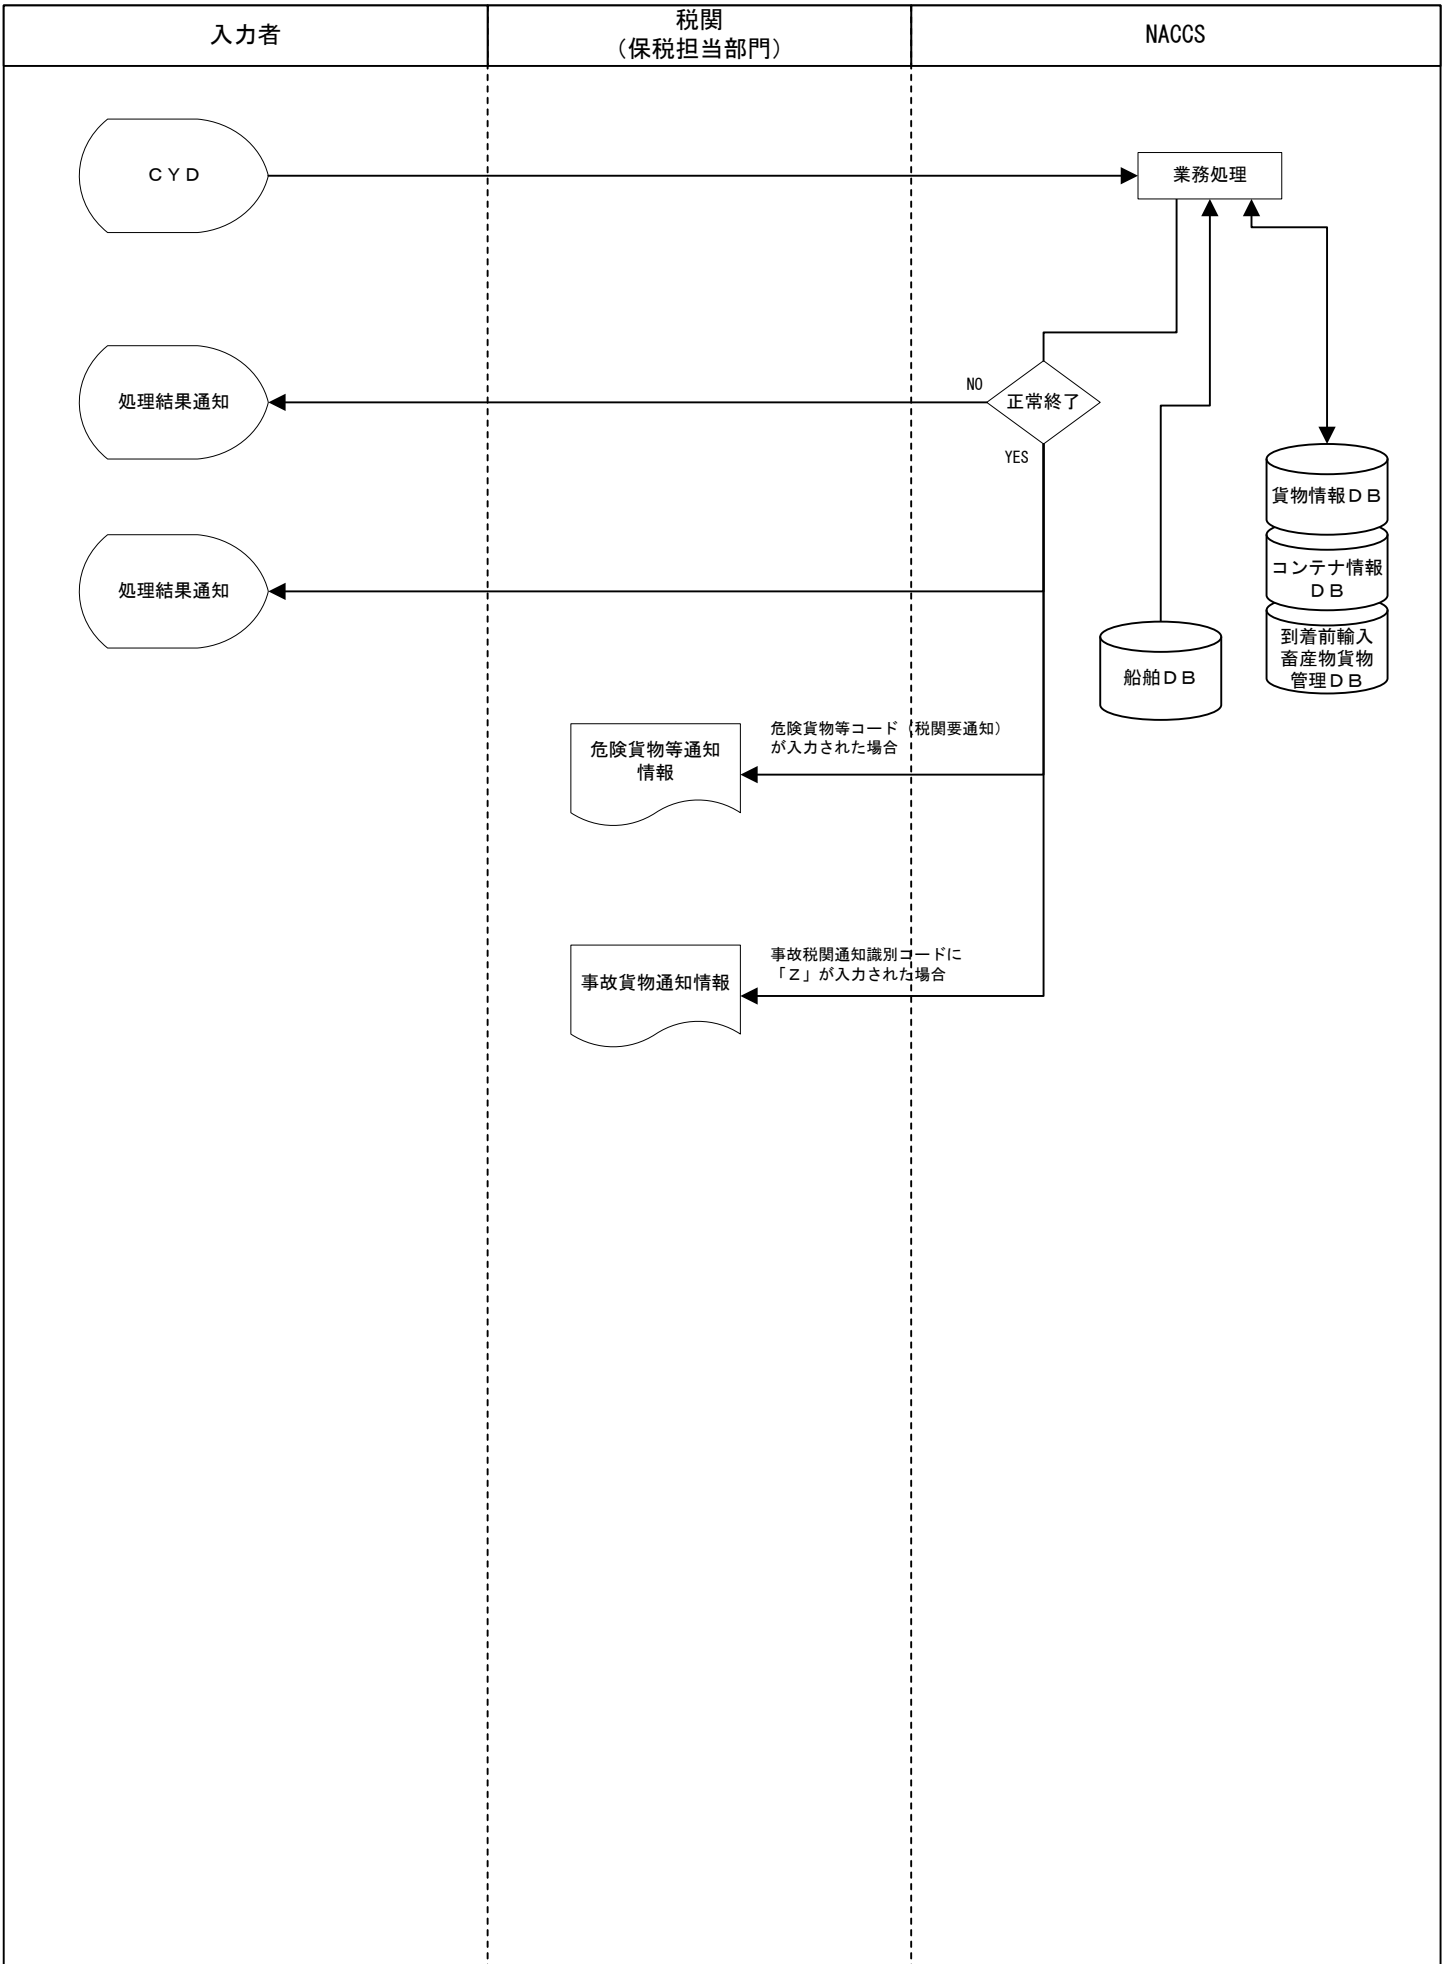 入力者
税関
（保税担当部門）
NACCS
ＣＹＤ
業務処理
処理結果通知
NO
正常終了
YES
貨物情報ＤＢ
コンテナ情報
ＤＢ
到着前輸入
畜産物貨物
管理ＤＢ
処理結果通知
船舶ＤＢ
危険貨物等通知
情報
危険貨物等コード（税関要通知）
が入力された場合
事故貨物通知情報
事故税関通知識別コードに
「Ｚ」が入力された場合